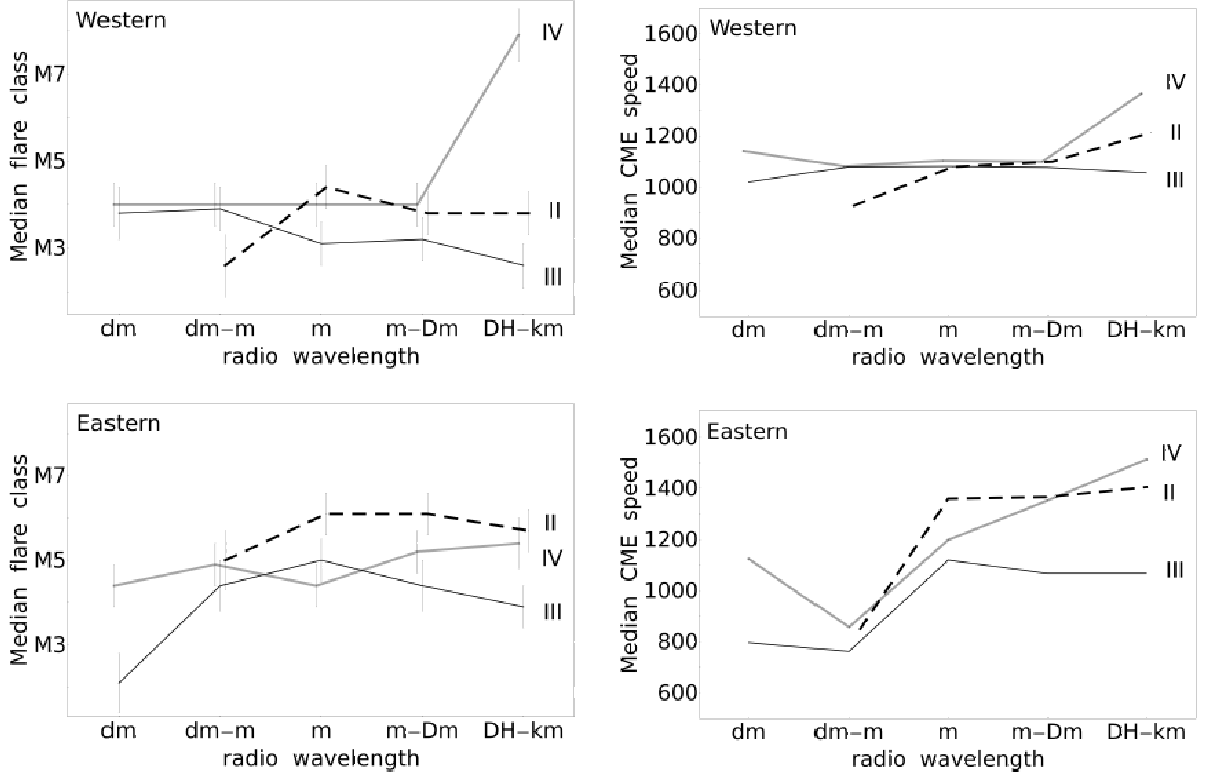 Western
Median flare class
M7
M5
M3
IV
II
III
dm dm–m m m–Dm DH–km
radio wavelength
Western
Median CME speed
1600
1400
1200
1000
800
600
IV
II
III
dm dm–m m m–Dm DH–km
radio wavelength
Eastern
Median flare class
M7
M5
M3
II
IV
III
dm dm–m m m–Dm DH–km
radio wavelength
Eastern
Median CME speed
1600
1400
1200
1000
800
600
IV
II
III
dm dm–m m m–Dm DH–km
radio wavelength